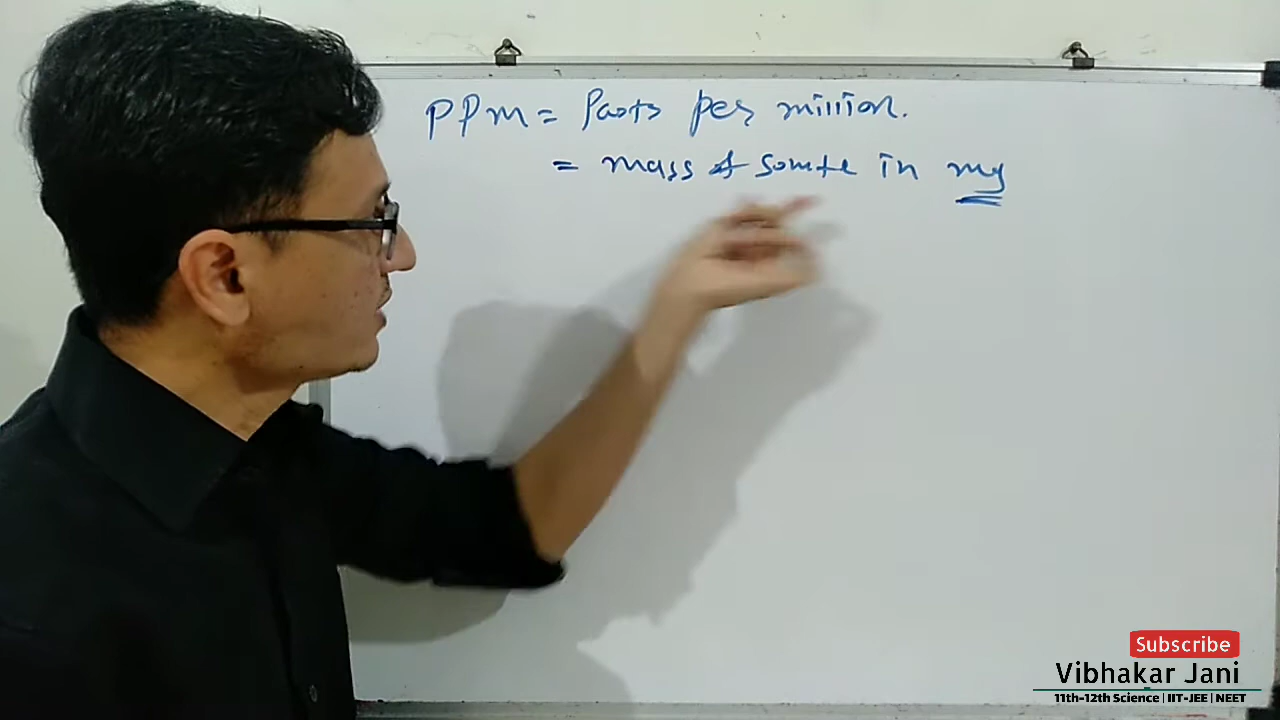 PPm = Parts per million.
= mass of solute in mg
Subscribe
Vibhakar Jani
11th-12th Science | IIT-JEE | NEET